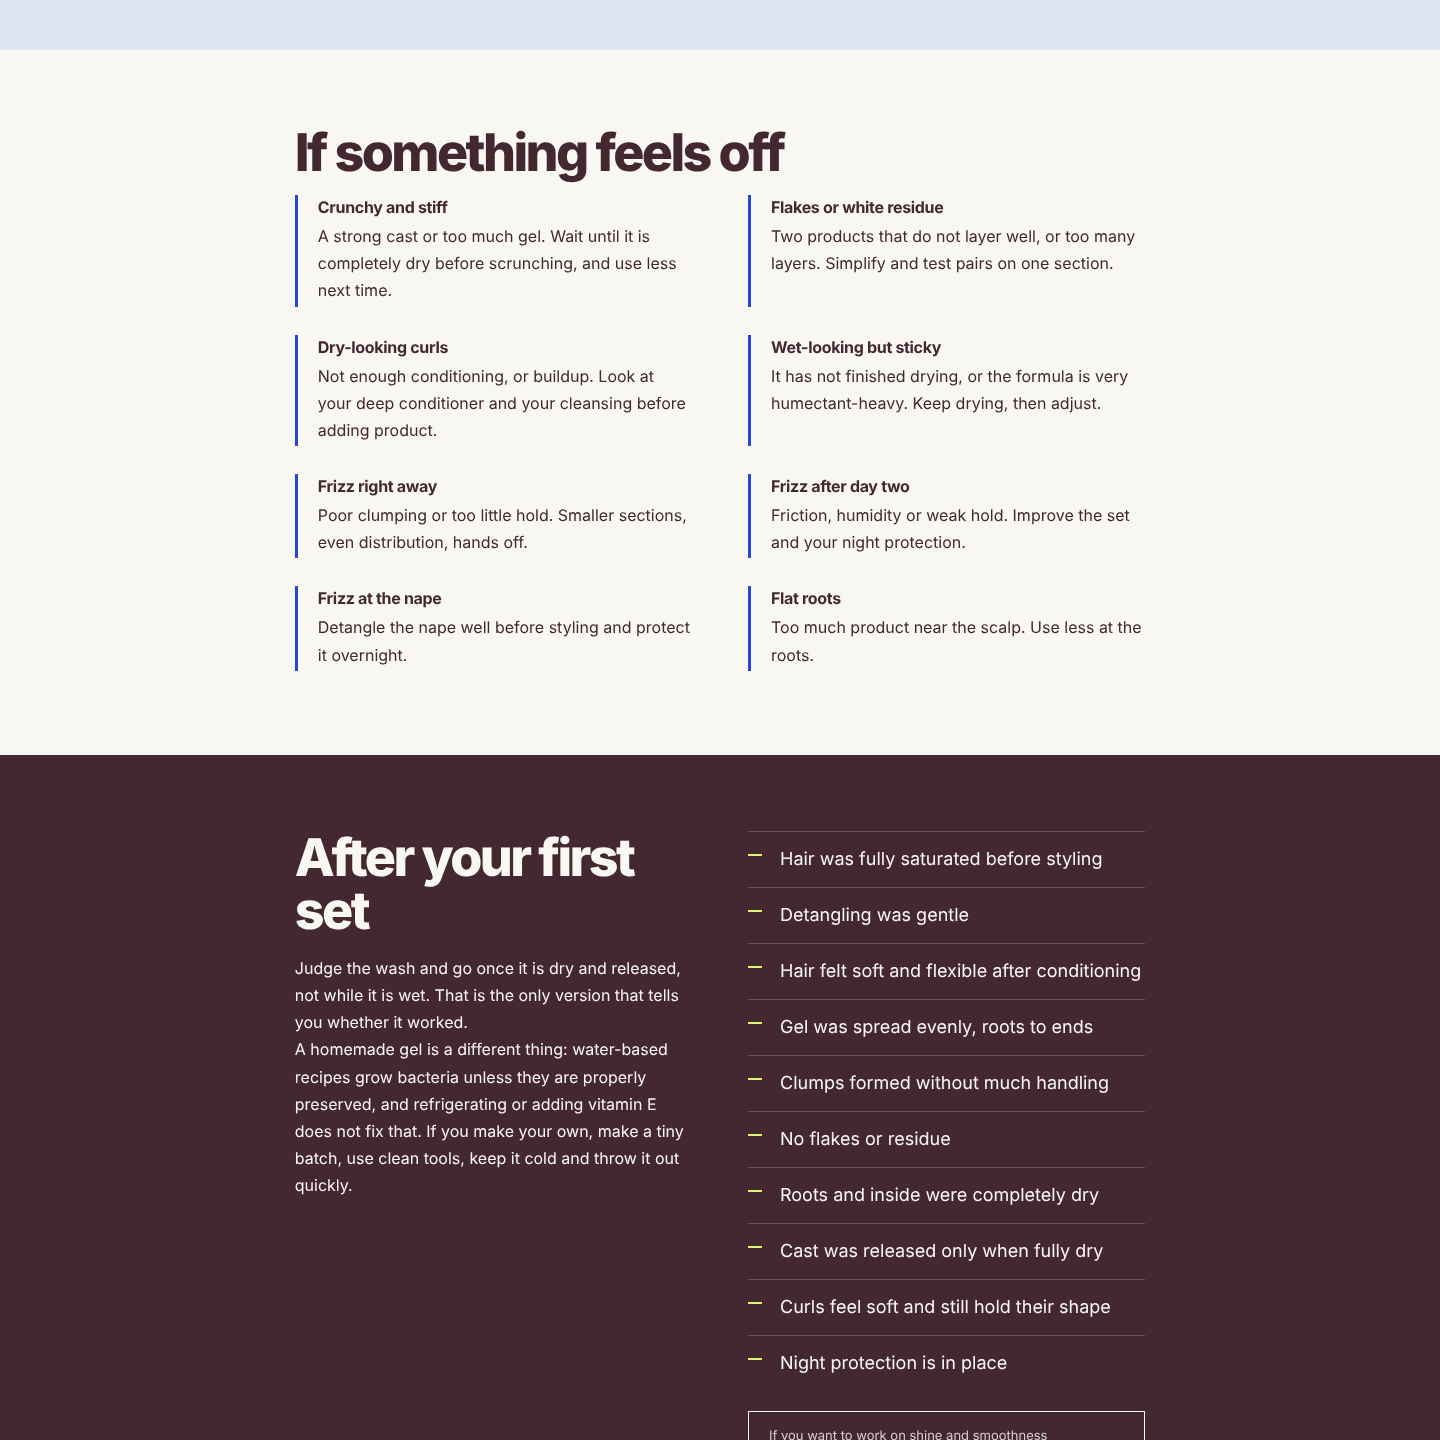 If something feels off
Crunchy and stiff
A strong cast or too much gel. Wait until it is
completely dry before scrunching, and use less
next time.
Flakes or white residue
Two products that do not layer well, or too many
layers. Simplify and test pairs on one section.
Dry-looking curls
Not enough conditioning, or buildup. Look at
your deep conditioner and your cleansing before
adding product.
Wet-looking but sticky
It has not finished drying, or the formula is very
humectant-heavy. Keep drying, then adjust.
Frizz right away
Poor clumping or too little hold. Smaller sections,
even distribution, hands off.
Frizz after day two
Friction, humidity or weak hold. Improve the set
and your night protection.
Frizz at the nape
Detangle the nape well before styling and protect
it overnight.
Flat roots
Too much product near the scalp. Use less at the
roots.
After your first
set
Judge the wash and go once it is dry and released,
not while it is wet. That is the only version that tells
you whether it worked.
A homemade gel is a different thing: water-based
recipes grow bacteria unless they are properly
preserved, and refrigerating or adding vitamin E
does not fix that. If you make your own, make a tiny
batch, use clean tools, keep it cold and throw it out
quickly.
Hair was fully saturated before styling
Detangling was gentle
Hair felt soft and flexible after conditioning
Gel was spread evenly, roots to ends
Clumps formed without much handling
No flakes or residue
Roots and inside were completely dry
Cast was released only when fully dry
Curls feel soft and still hold their shape
Night protection is in place
If you want to work on shine and smoothness